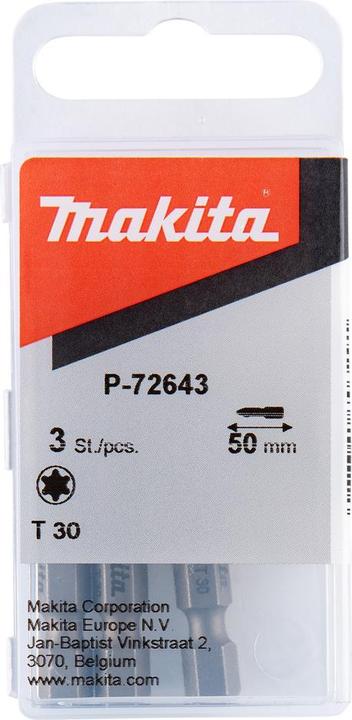 makita®
P-72643
3 St./pcs.
50 mm
T 30
T 30
Makita Corporation
Makita Europe N.V.
Jan-Baptist Vinkstraat 2,
3070, Belgium
www.makita.com